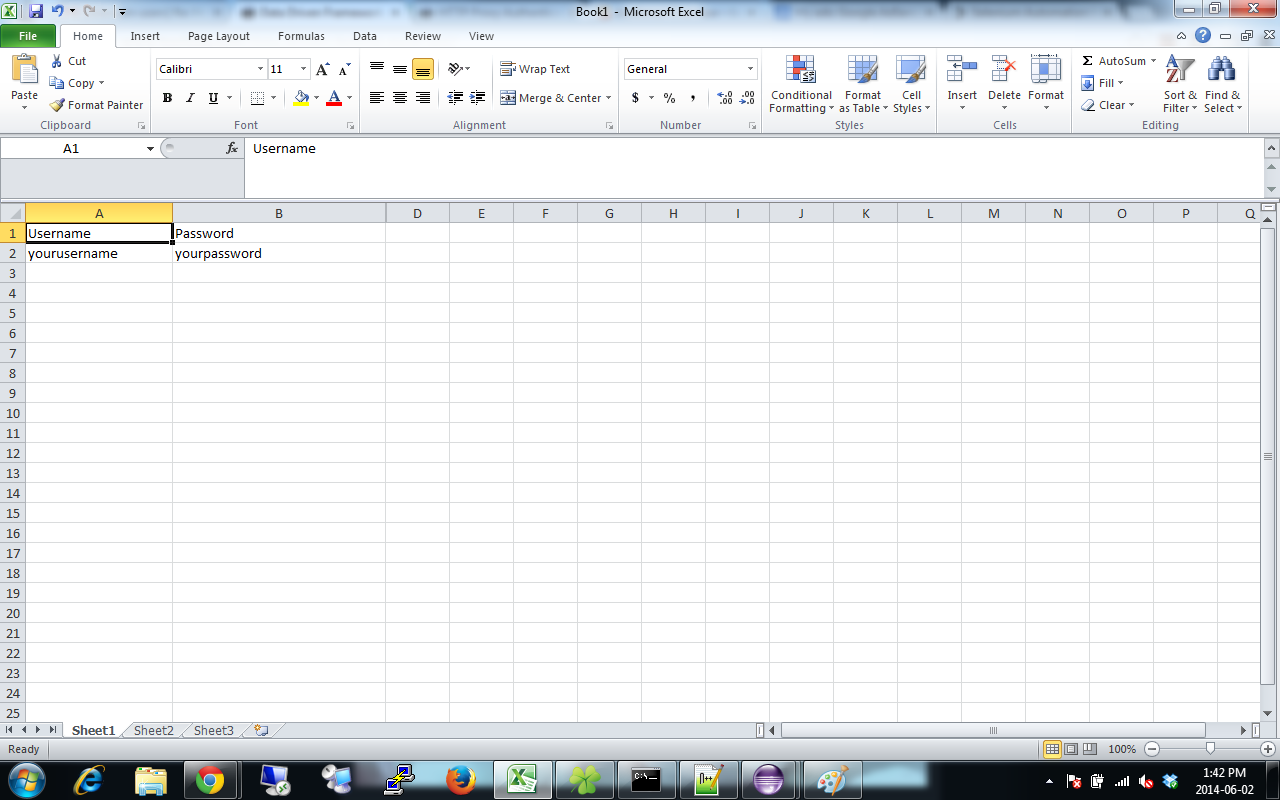 Book1 - Microsoft Excel
File Home Insert Page Layout Formulas Data Review View
Paste Cut Copy Format Painter Clipboard
Calibri 11 B I U Font
Wrap Text Merge & Center Alignment
General $ % , Number
Conditional Formatting Format as Table Cell Styles Styles
Insert Delete Format Cells
Σ AutoSum Fill Clear Sort & Filter Find & Select Editing
A1 fx Username
A B D E F G H I J K L M N O P Q
1 Username Password
2 yourusername yourpassword
3
4
5
6
7
8
9
10
11
12
13
14
15
16
17
18
19
20
21
22
23
24
25
Sheet1 Sheet2 Sheet3
Ready 100%
1:42 PM
2014-06-02